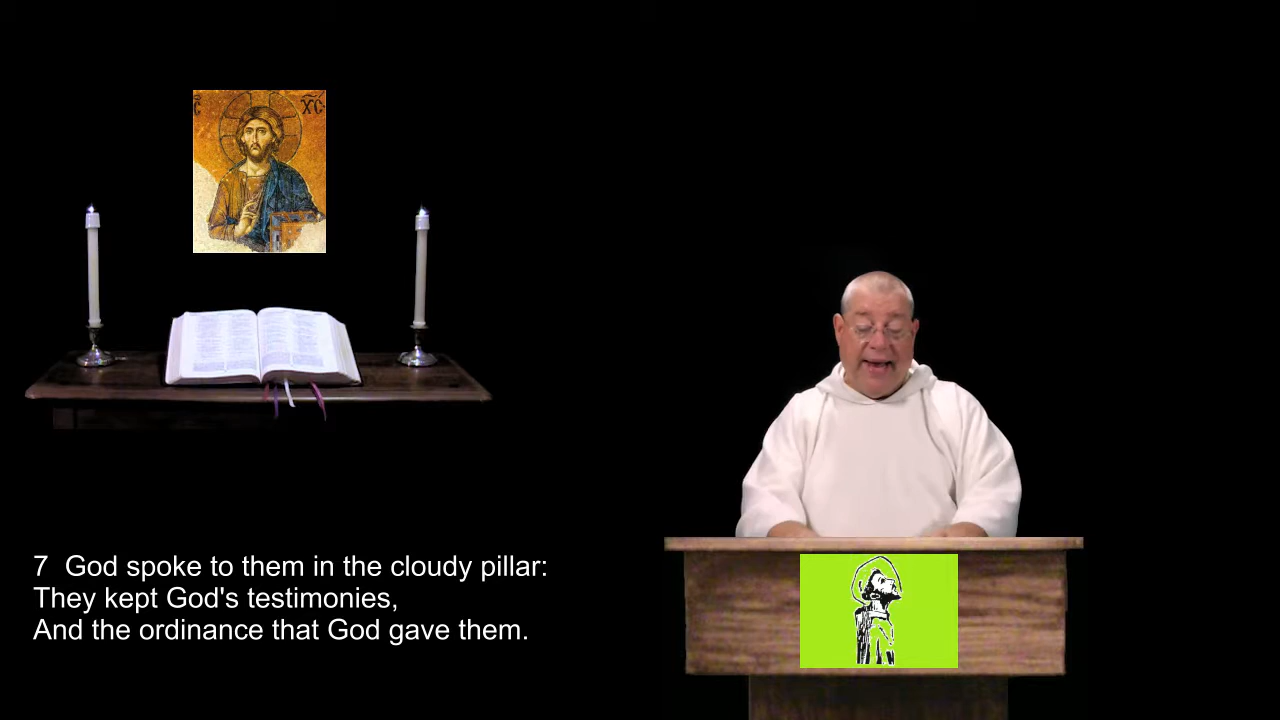 C XC
7  God spoke to them in the cloudy pillar:
They kept God's testimonies,
And the ordinance that God gave them.